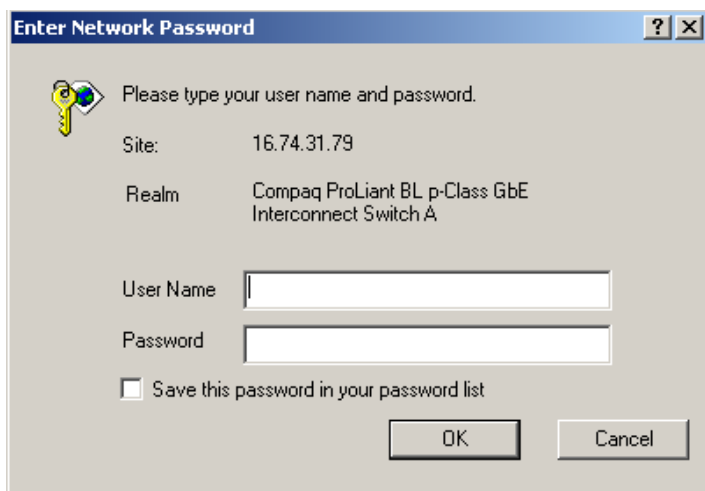 Enter Network Password
Please type your user name and password.
Site: 16.74.31.79
Realm Compaq ProLiant BL p-Class GbE
Interconnect Switch A
User Name
Password
Save this password in your password list
OK Cancel